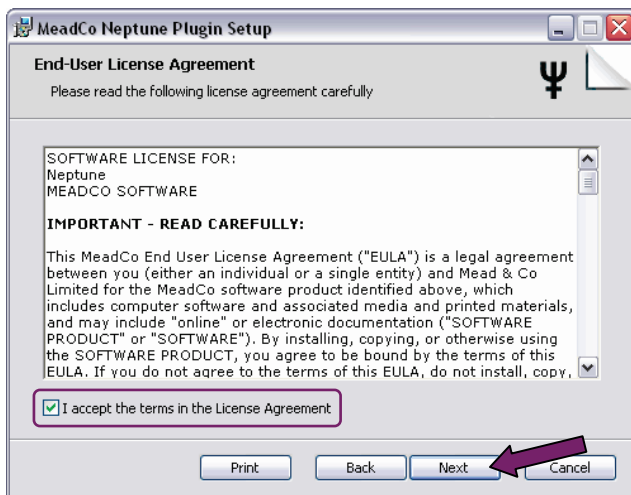 MeadCo Neptune Plugin Setup
End-User License Agreement
Please read the following license agreement carefully
SOFTWARE LICENSE FOR:
Neptune
MEADCO SOFTWARE
IMPORTANT - READ CAREFULLY:
This MeadCo End User License Agreement ("EULA") is a legal agreement
between you (either an individual or a single entity) and Mead & Co
Limited for the MeadCo software product identified above, which
includes computer software and associated media and printed materials,
and may include "online" or electronic documentation ("SOFTWARE
PRODUCT" or "SOFTWARE"). By installing, copying, or otherwise using
the SOFTWARE PRODUCT, you agree to be bound by the terms of this
EULA. If you do not agree to the terms of this EULA, do not install, copy,
I accept the terms in the License Agreement
Print Back Next Cancel